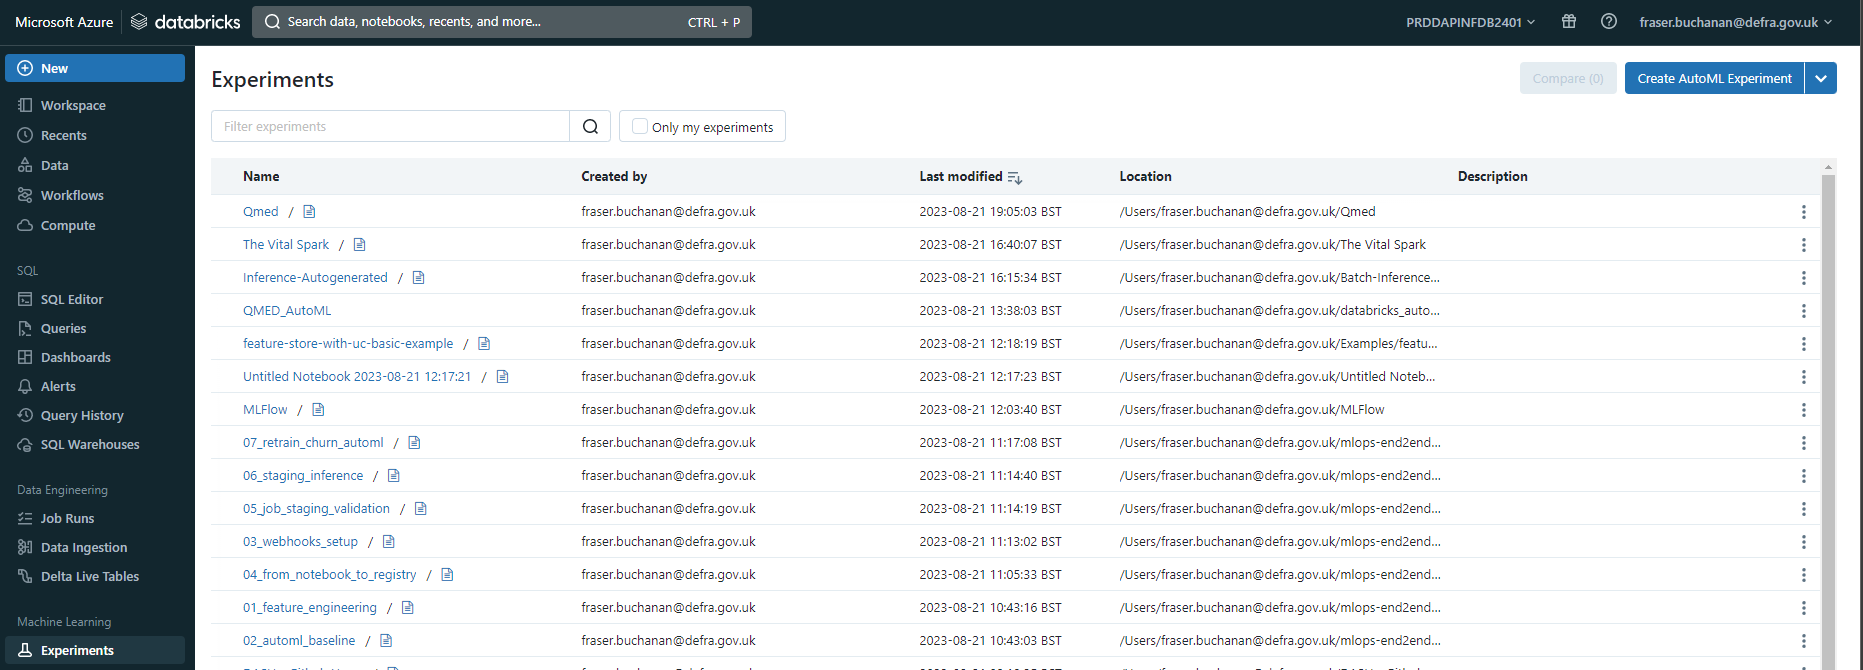 Microsoft Azure databricks Search data, notebooks, recents, and more... CTRL + P PRDDAPINFDB2401 fraser.buchanan@defra.gov.uk
New
Workspace
Recents
Data
Workflows
Compute
SQL
SQL Editor
Queries
Dashboards
Alerts
Query History
SQL Warehouses
Data Engineering
Job Runs
Data Ingestion
Delta Live Tables
Machine Learning
Experiments
Experiments
Compare (0) Create AutoML Experiment
Filter experiments Only my experiments
Name Created by Last modified Location Description
Qmed / fraser.buchanan@defra.gov.uk 2023-08-21 19:05:03 BST /Users/fraser.buchanan@defra.gov.uk/Qmed
The Vital Spark / fraser.buchanan@defra.gov.uk 2023-08-21 16:40:07 BST /Users/fraser.buchanan@defra.gov.uk/The Vital Spark
Inference-Autogenerated / fraser.buchanan@defra.gov.uk 2023-08-21 16:15:34 BST /Users/fraser.buchanan@defra.gov.uk/Batch-Inference...
QMED_AutoML fraser.buchanan@defra.gov.uk 2023-08-21 13:38:03 BST /Users/fraser.buchanan@defra.gov.uk/databricks_auto...
feature-store-with-uc-basic-example / fraser.buchanan@defra.gov.uk 2023-08-21 12:18:19 BST /Users/fraser.buchanan@defra.gov.uk/Examples/featu...
Untitled Notebook 2023-08-21 12:17:21 / fraser.buchanan@defra.gov.uk 2023-08-21 12:17:23 BST /Users/fraser.buchanan@defra.gov.uk/Untitled Noteb...
MLFlow / fraser.buchanan@defra.gov.uk 2023-08-21 12:03:40 BST /Users/fraser.buchanan@defra.gov.uk/MLFlow
07_retrain_churn_automl / fraser.buchanan@defra.gov.uk 2023-08-21 11:17:08 BST /Users/fraser.buchanan@defra.gov.uk/mlops-end2end...
06_staging_inference / fraser.buchanan@defra.gov.uk 2023-08-21 11:14:40 BST /Users/fraser.buchanan@defra.gov.uk/mlops-end2end...
05_job_staging_validation / fraser.buchanan@defra.gov.uk 2023-08-21 11:14:19 BST /Users/fraser.buchanan@defra.gov.uk/mlops-end2end...
03_webhooks_setup / fraser.buchanan@defra.gov.uk 2023-08-21 11:13:02 BST /Users/fraser.buchanan@defra.gov.uk/mlops-end2end...
04_from_notebook_to_registry / fraser.buchanan@defra.gov.uk 2023-08-21 11:05:33 BST /Users/fraser.buchanan@defra.gov.uk/mlops-end2end...
01_feature_engineering / fraser.buchanan@defra.gov.uk 2023-08-21 10:43:16 BST /Users/fraser.buchanan@defra.gov.uk/mlops-end2end...
02_automl_baseline / fraser.buchanan@defra.gov.uk 2023-08-21 10:43:03 BST /Users/fraser.buchanan@defra.gov.uk/mlops-end2end...